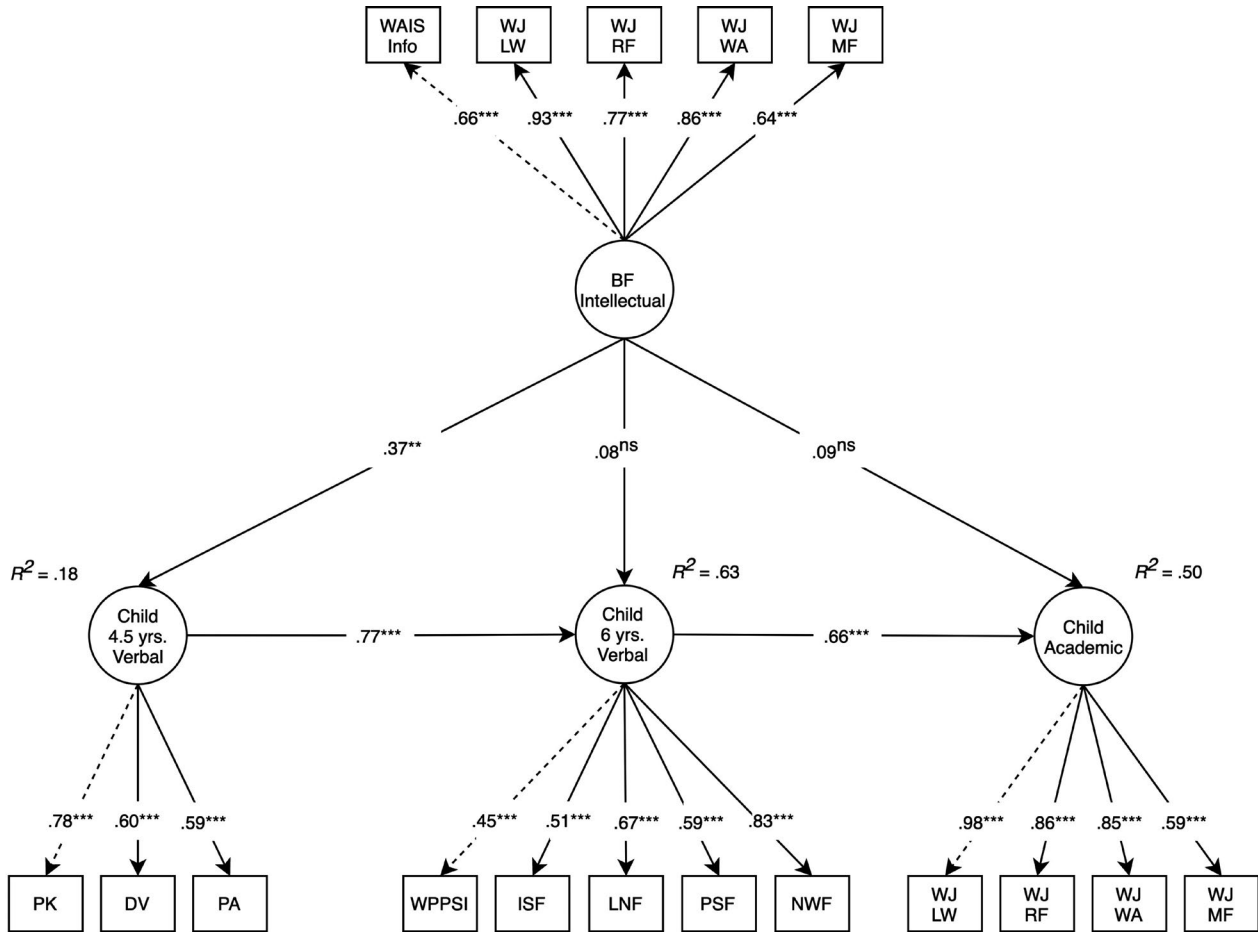 WAIS
Info
WJ
LW
WJ
RF
WJ
WA
WJ
MF
.66***
.93***
.77***
.86***
.64***
BF
Intellectual
.37**
.08ns
.09ns
R2 = .18
R2 = .63
R2 = .50
Child
4.5 yrs.
Verbal
.77***
Child
6 yrs.
Verbal
.66***
Child
Academic
.78***
.60***
.59***
.45***
.51***
.67***
.59***
.83***
.98***
.86***
.85***
.59***
PK
DV
PA
WPPSI
ISF
LNF
PSF
NWF
WJ
LW
WJ
RF
WJ
WA
WJ
MF